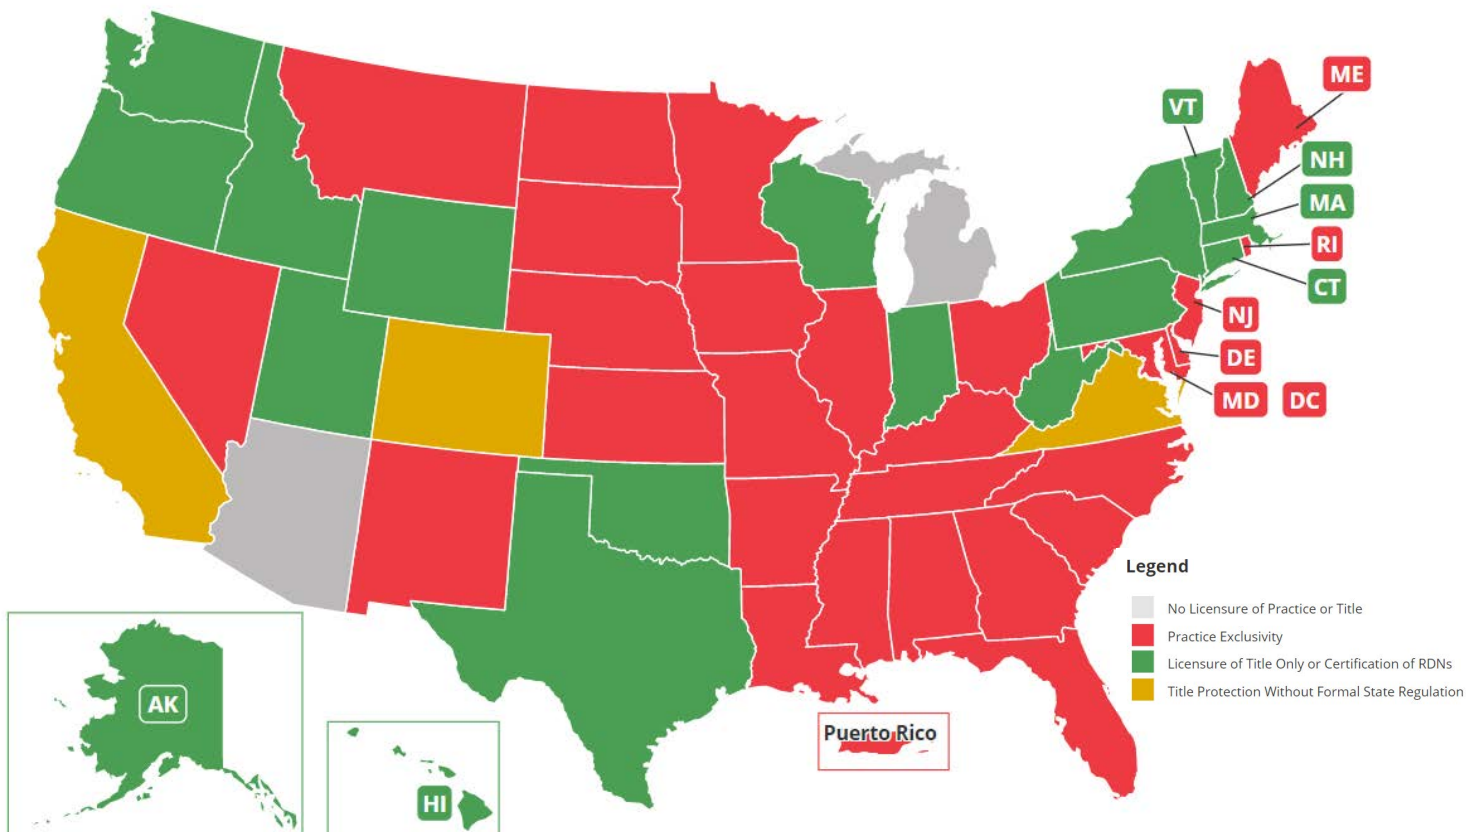 ME
VT
NH
MA
RI
CT
NJ
DE
MD DC
Legend
No Licensure of Practice or Title
Practice Exclusivity
Licensure of Title Only or Certification of RDNs
Title Protection Without Formal State Regulation
AK
HI
Puerto Rico